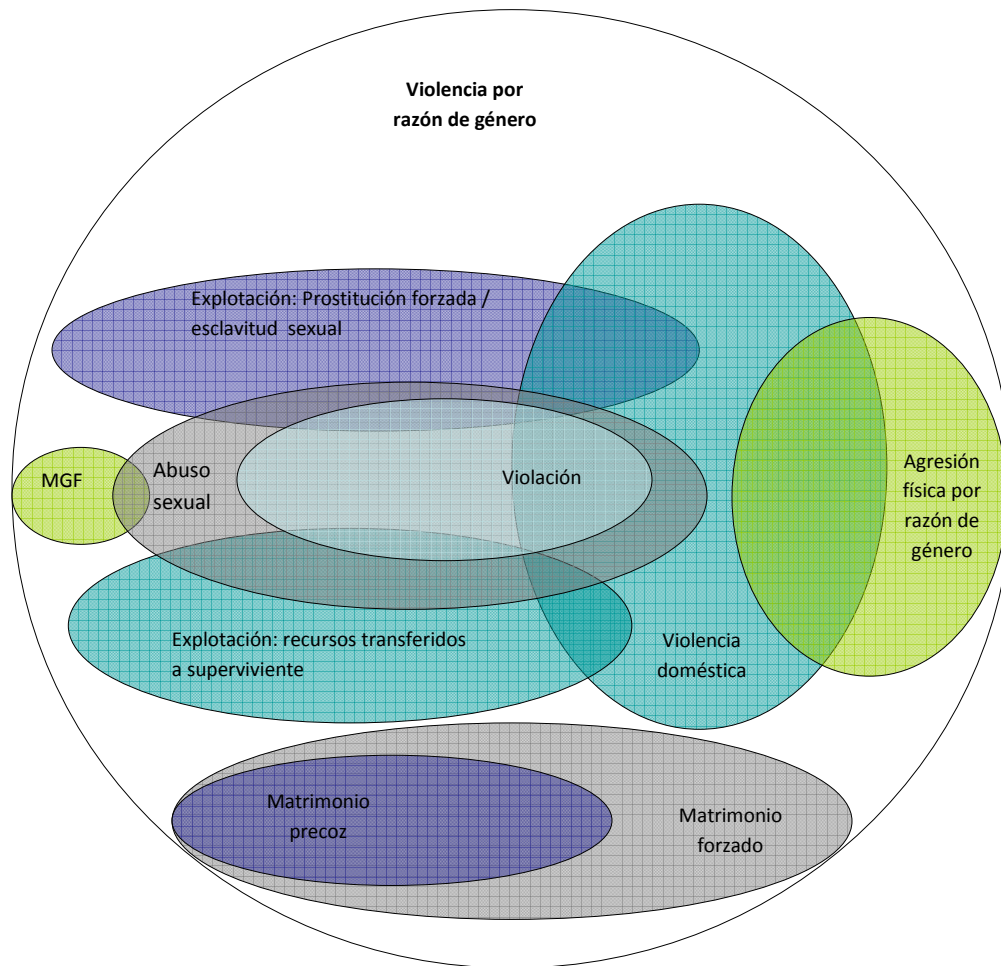 Violencia por
razón de género
Explotación: Prostitución forzada /
esclavitud sexual
MGF
Abuso
sexual
Violación
Agresión
física por
razón de
género
Explotación: recursos transferidos
a superviviente
Violencia
doméstica
Matrimonio
precoz
Matrimonio
forzado